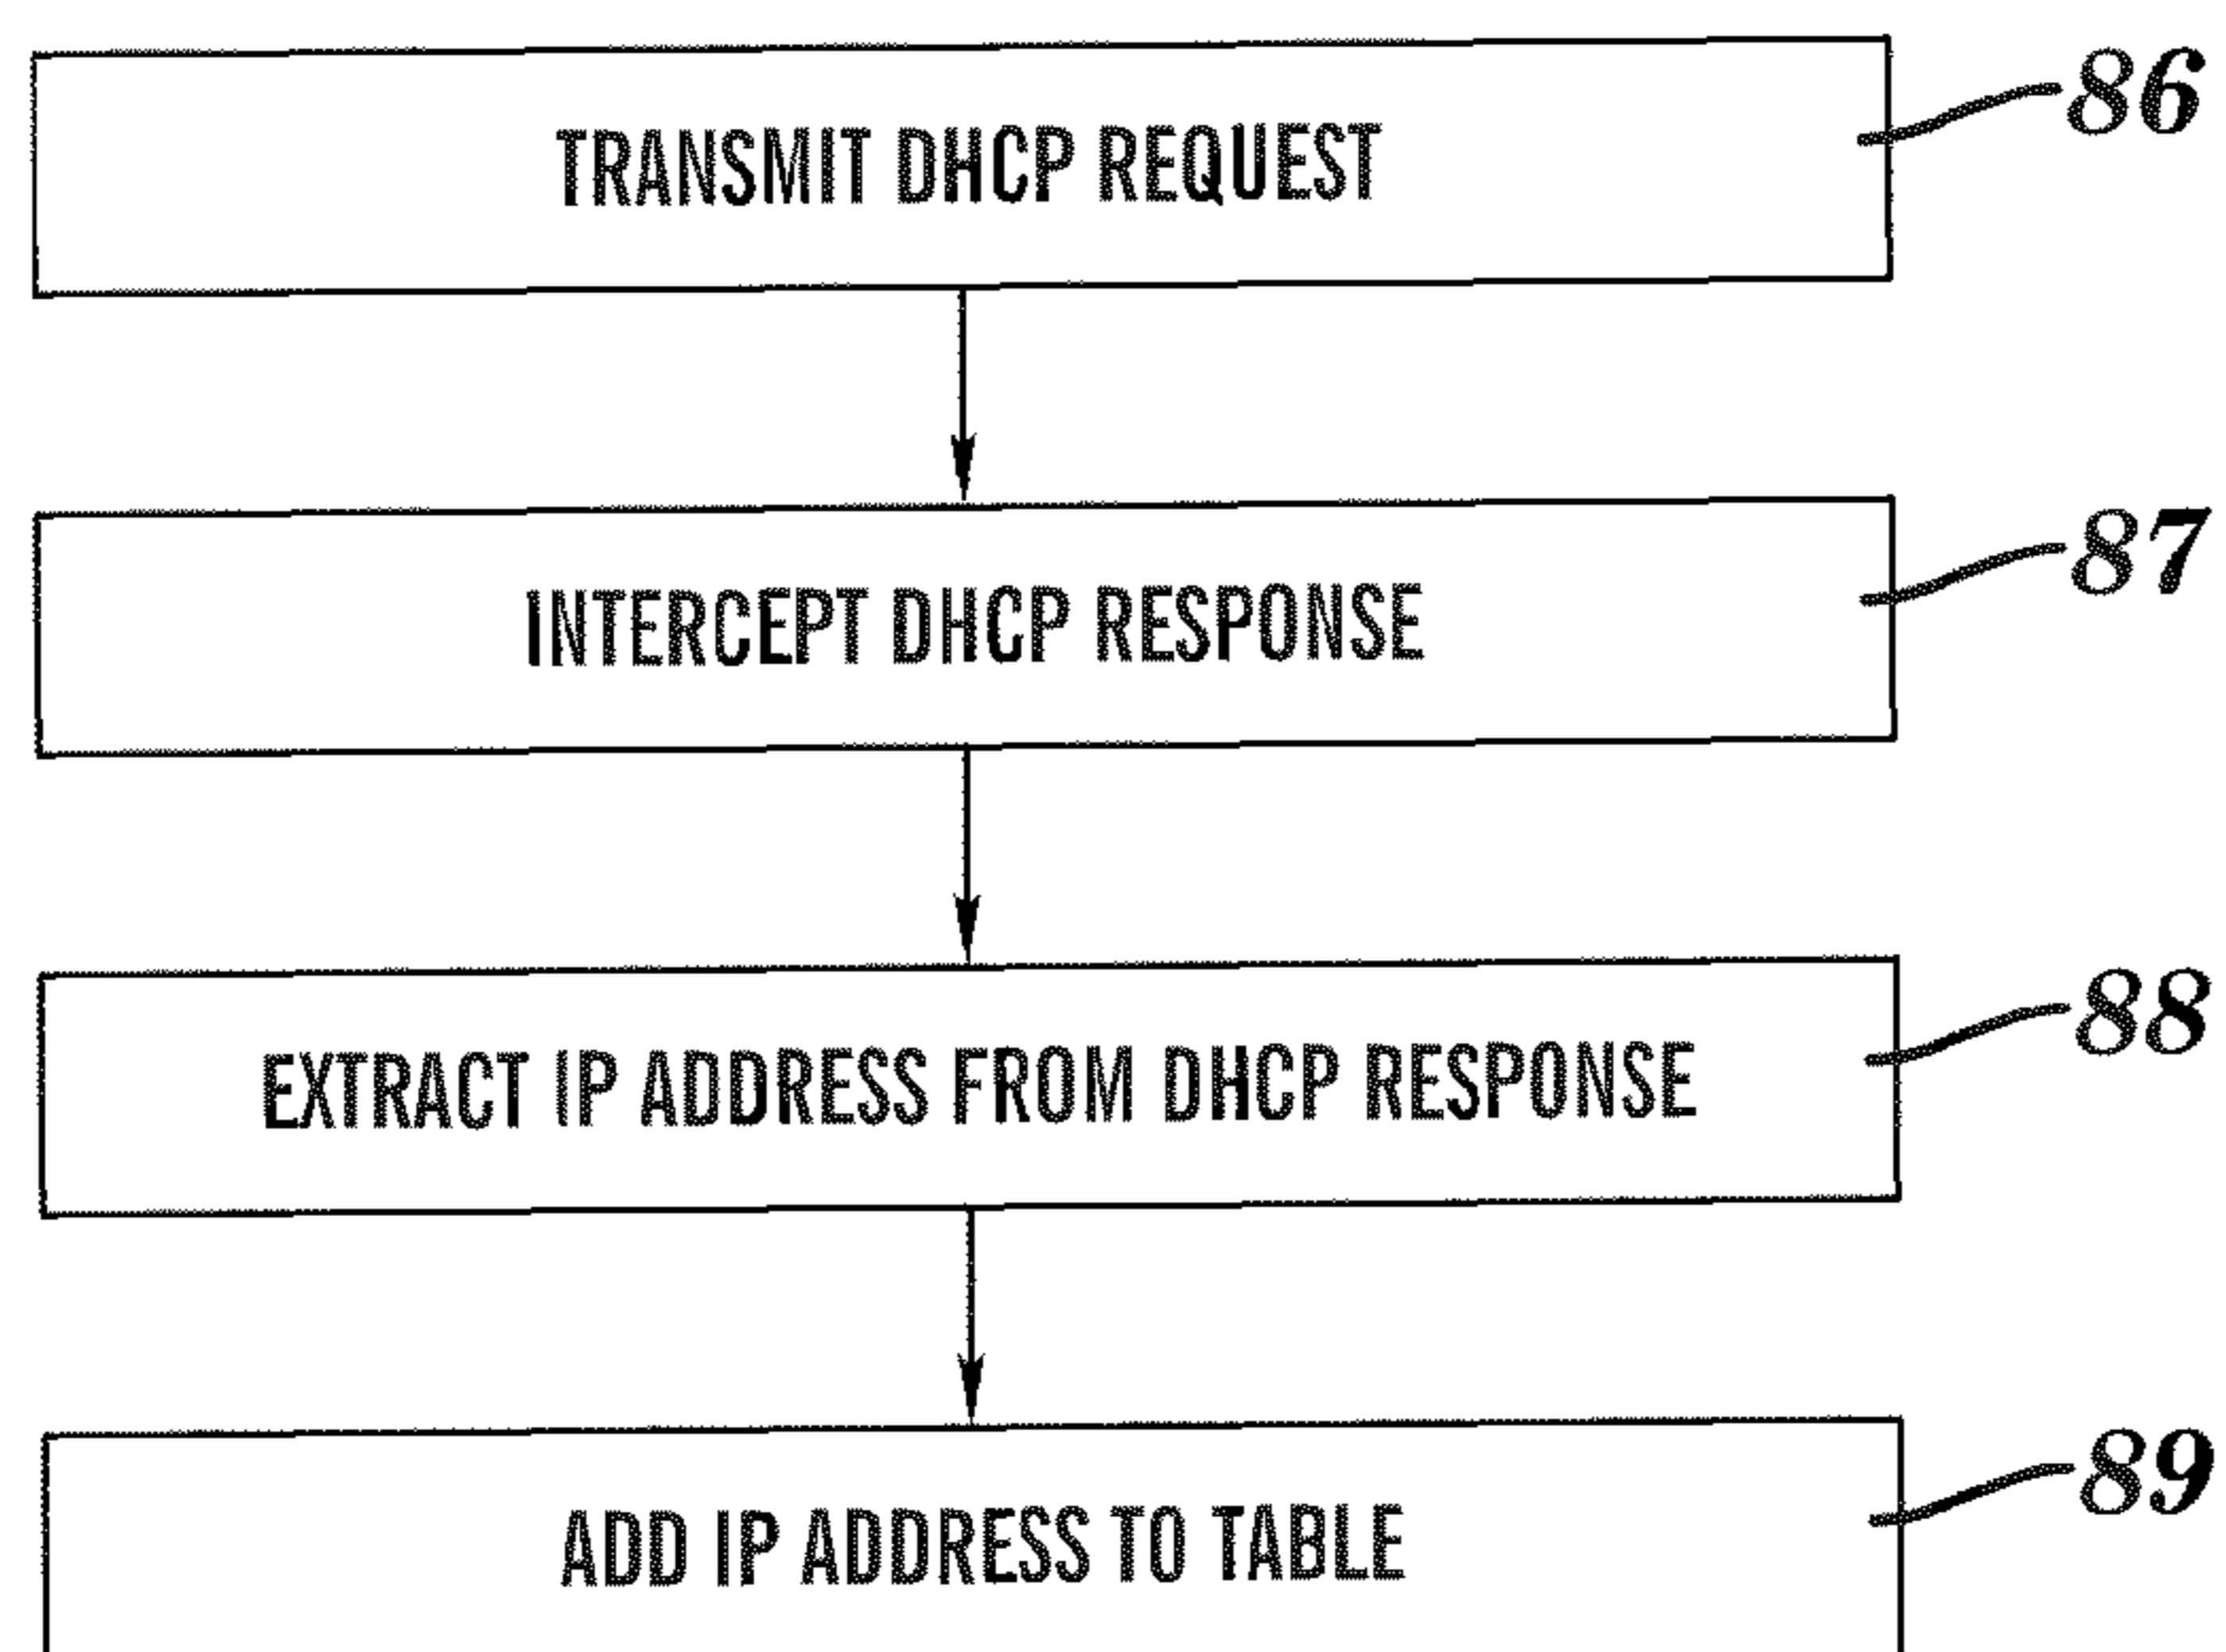 TRANSMIT DHCP REQUEST 86
INTERCEPT DHCP RESPONSE 87
EXTRACT IP ADDRESS FROM DHCP RESPONSE 88
ADD IP ADDRESS TO TABLE 89